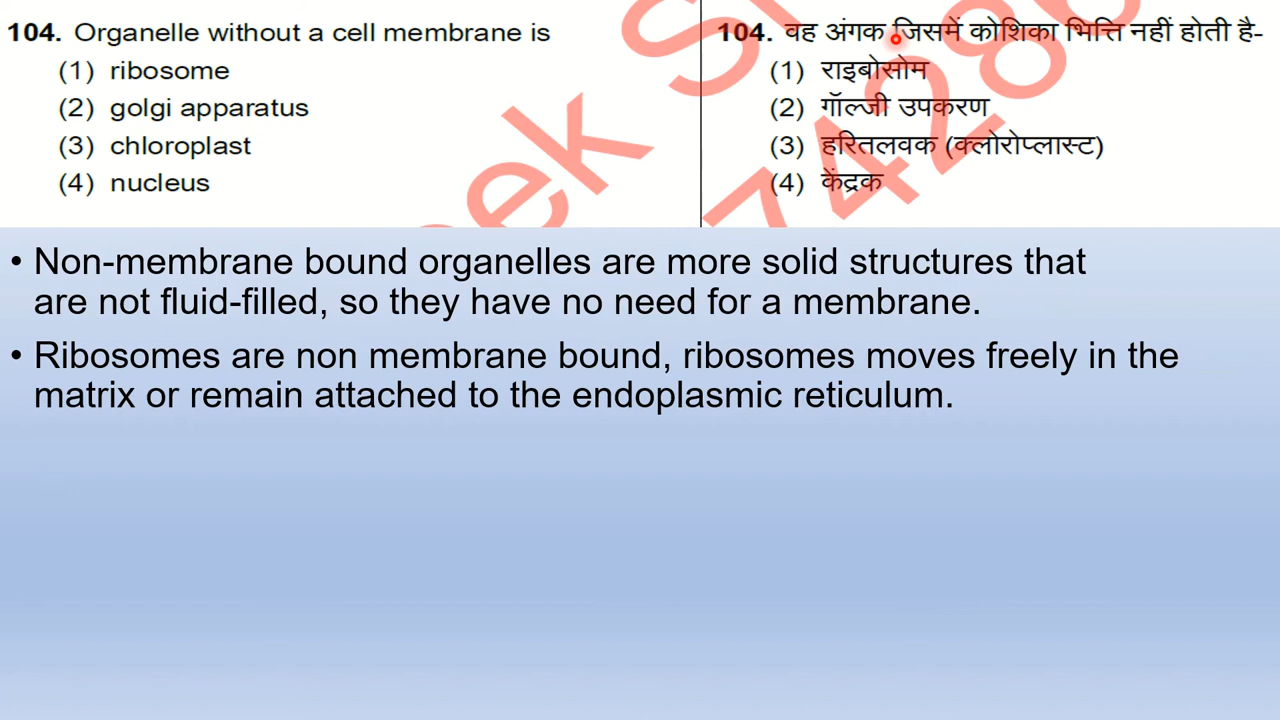 104. Organelle without a cell membrane is
(1) ribosome
(2) golgi apparatus
(3) chloroplast
(4) nucleus
104. वह अंगक जिसमें कोशिका भित्ति नहीं होती है-
(1) राइबोसोम
(2) गॉल्जी उपकरण
(3) हरितलवक (क्लोरोप्लास्ट)
(4) केंद्रक
• Non-membrane bound organelles are more solid structures that
are not fluid-filled, so they have no need for a membrane.
• Ribosomes are non membrane bound, ribosomes moves freely in the
matrix or remain attached to the endoplasmic reticulum.